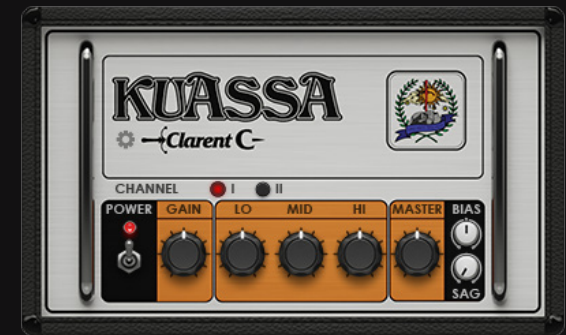 KUASSA
Clarent C
CHANNEL I II
POWER GAIN LO MID HI MASTER BIAS
SAG